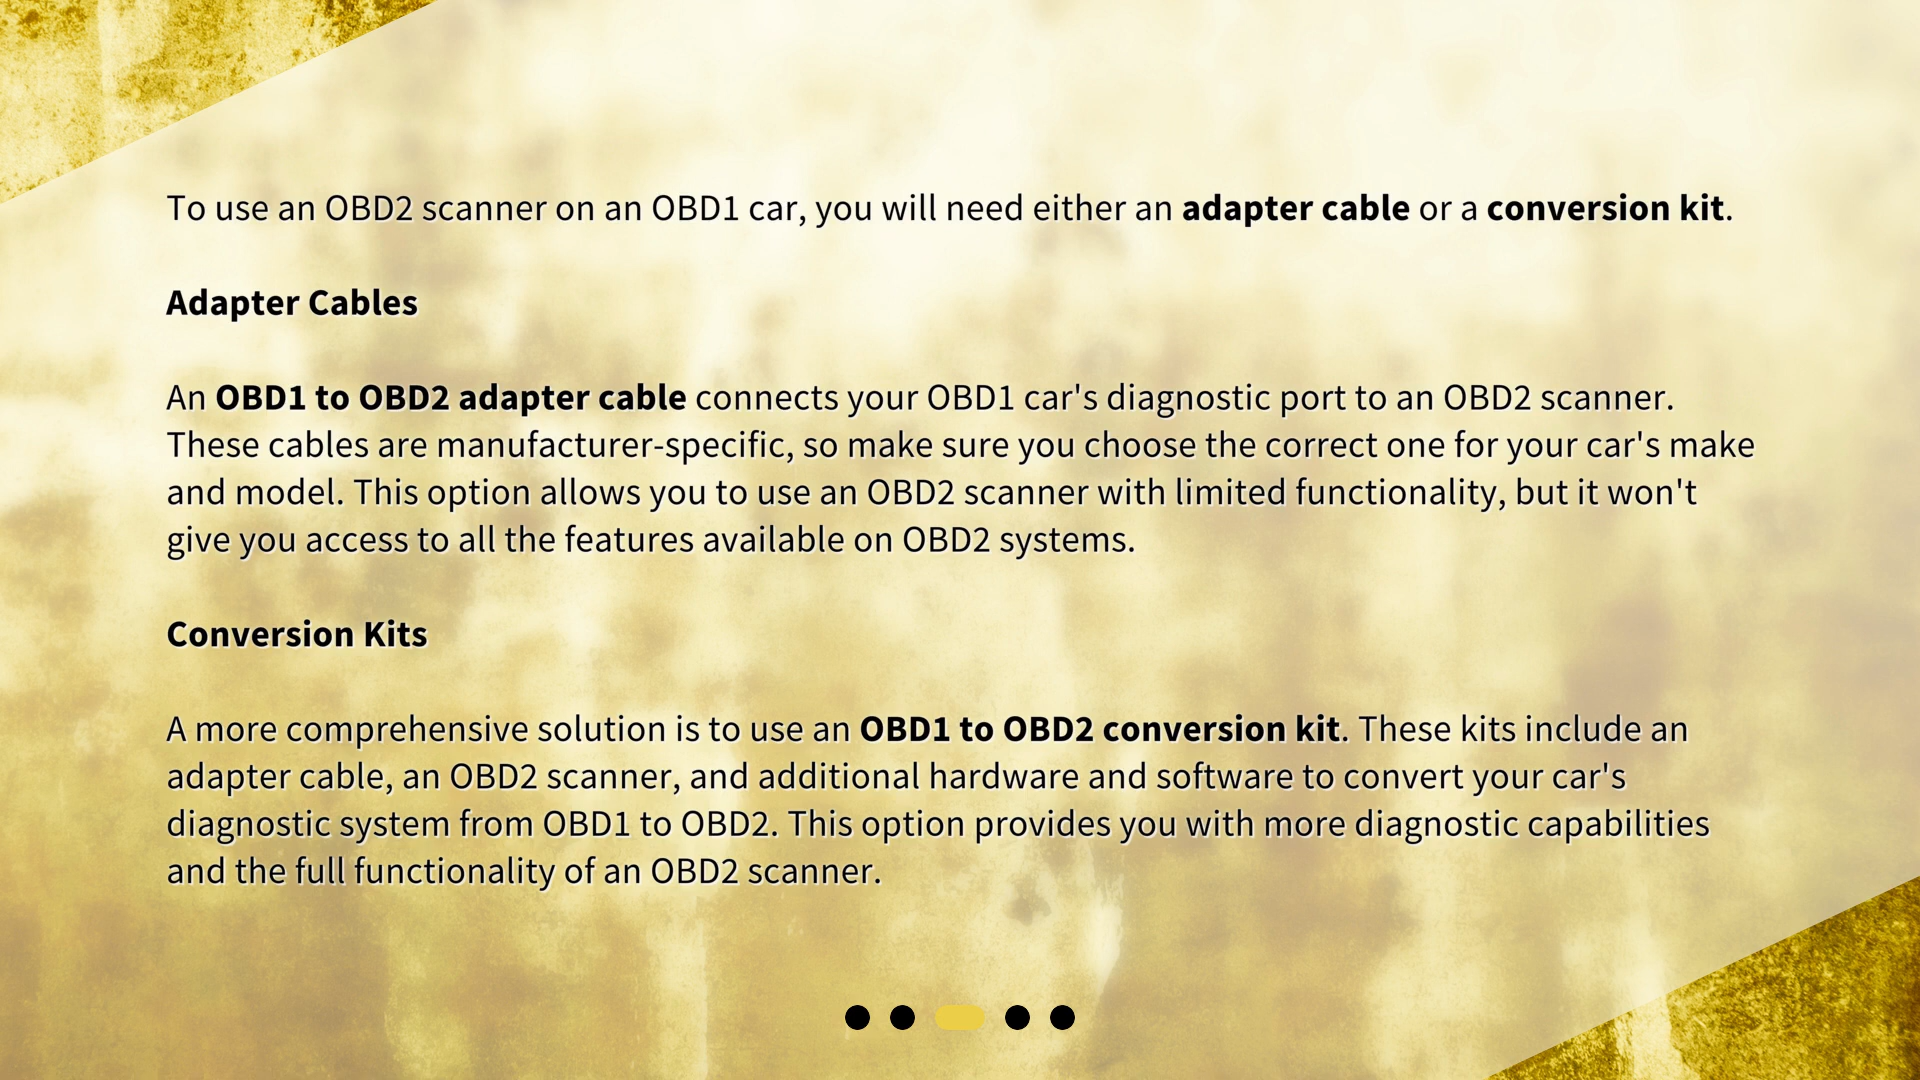 To use an OBD2 scanner on an OBD1 car, you will need either an adapter cable or a conversion kit.
Adapter Cables
An OBD1 to OBD2 adapter cable connects your OBD1 car's diagnostic port to an OBD2 scanner.
These cables are manufacturer-specific, so make sure you choose the correct one for your car's make
and model. This option allows you to use an OBD2 scanner with limited functionality, but it won't
give you access to all the features available on OBD2 systems.
Conversion Kits
A more comprehensive solution is to use an OBD1 to OBD2 conversion kit. These kits include an
adapter cable, an OBD2 scanner, and additional hardware and software to convert your car's
diagnostic system from OBD1 to OBD2. This option provides you with more diagnostic capabilities
and the full functionality of an OBD2 scanner.